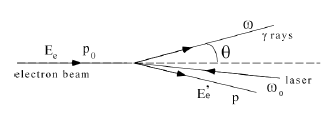 ω
γ rays
θ
Eₑ
p₀
electron beam
laser
ω₀
E'ₑ
p